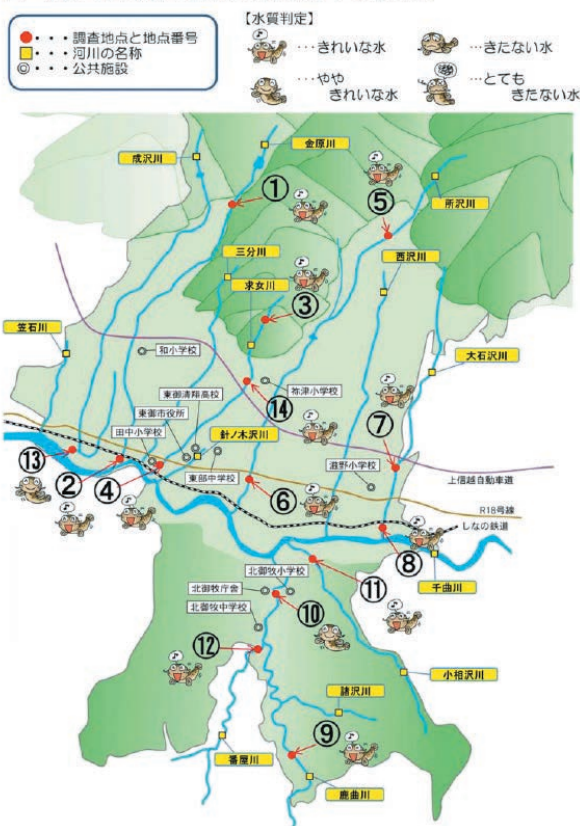 ●・・・調査地点と地点番号
■・・・河川の名称
◎・・・公共施設
【水質判定】
…きれいな水
…きたない水
…やや
きれいな水
…とても
きたない水
成沢川
金原川
①
⑤
所沢川
三分川
求女川
西沢川
③
笠石川
和小学校
大石沢川
祢津小学校
東御清翔高校
⑭
東御市役所
田中小学校
針ノ木沢川
⑦
⑬
②
④
東部中学校
⑥
滋野小学校
上信越自動車道
R18号線
しなの鉄道
⑧
千曲川
北御牧小学校
⑪
北御牧庁舎
⑩
北御牧中学校
⑫
小相沢川
諸沢川
番屋川
⑨
鹿曲川